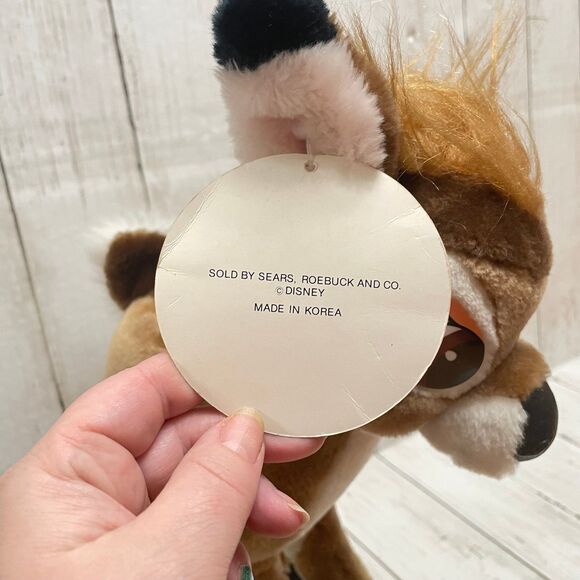 SOLD BY SEARS, ROEBUCK AND CO.
© DISNEY
MADE IN KOREA